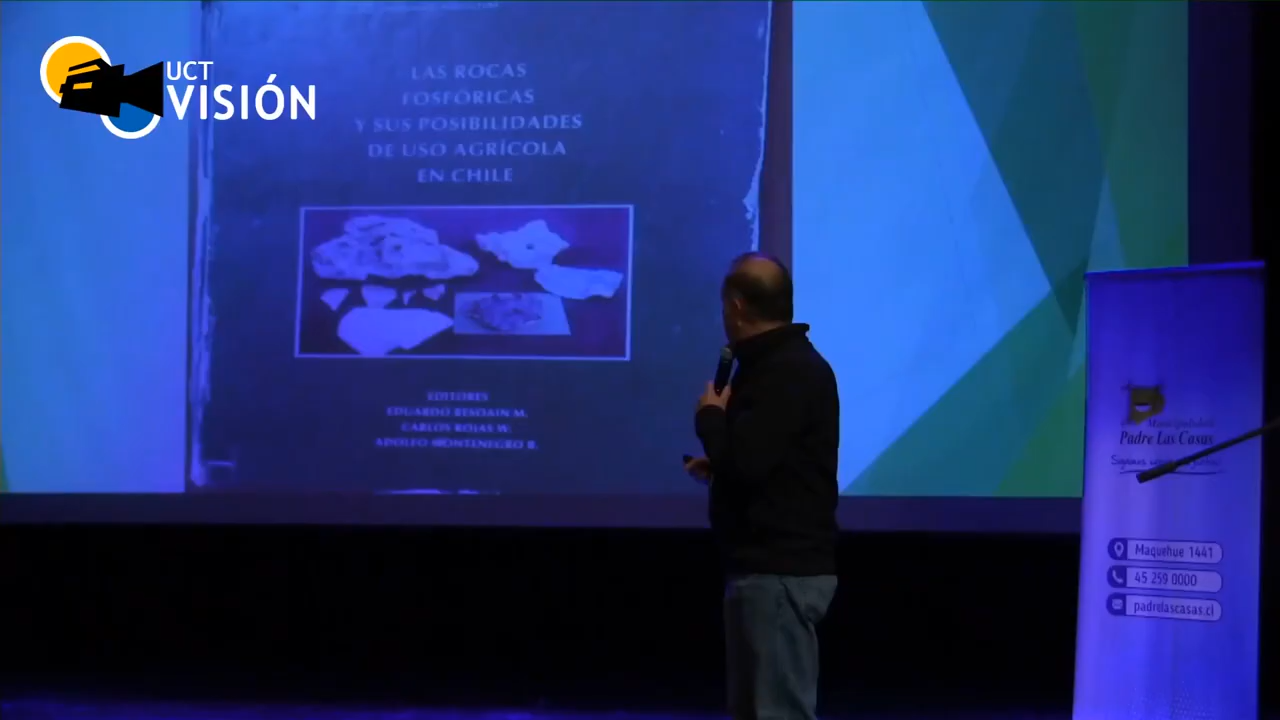 UCT
VISIÓN
LAS ROCAS
FOSFÓRICAS
Y SUS POSIBILIDADES
DE USO AGRÍCOLA
EN CHILE
EDITORES
EDUARDO BESOAIN M.
CARLOS ROJAS W.
ADOLFO MONTENEGRO B.
Municipalidad
Padre Las Casas
Maquehue 1441
45 259 0000
padrelascasas.cl